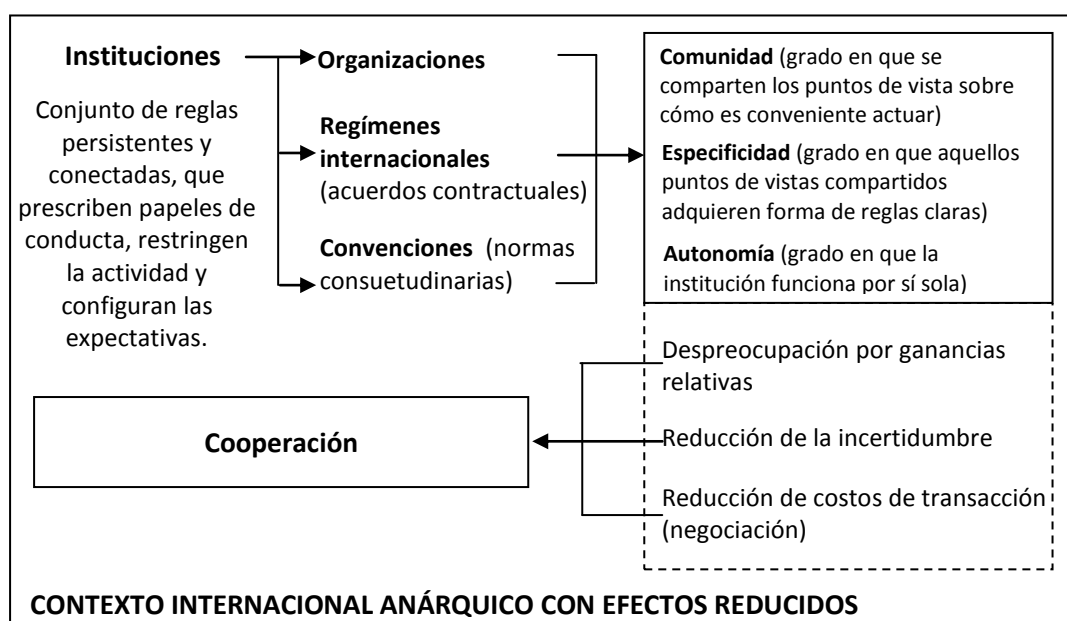 Instituciones
Conjunto de reglas
persistentes y
conectadas, que
prescriben papeles de
conducta, restringen
la actividad y
configuran las
expectativas.
Organizaciones
Regímenes
internacionales
(acuerdos contractuales)
Convenciones (normas
consuetudinarias)
Comunidad (grado en que se
comparten los puntos de vista sobre
cómo es conveniente actuar)
Especificidad (grado en que aquellos
puntos de vistas compartidos
adquieren forma de reglas claras)
Autonomía (grado en que la
institución funciona por sí sola)
Despreocupación por ganancias
relativas
Reducción de la incertidumbre
Reducción de costos de transacción
(negociación)
Cooperación
CONTEXTO INTERNACIONAL ANÁRQUICO CON EFECTOS REDUCIDOS